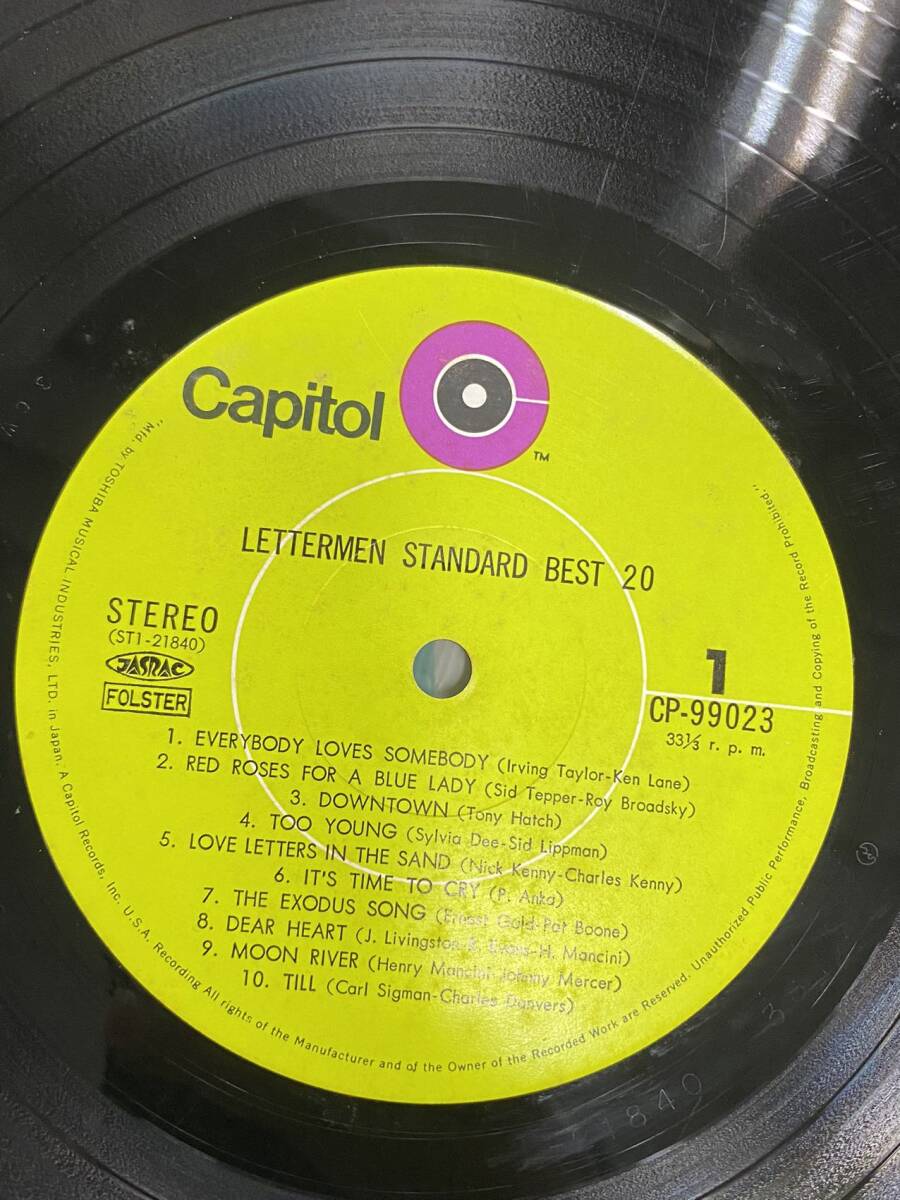 Capitol
TM
LETTERMEN STANDARD BEST 20
STEREO
(ST1-21840)
JASRAC
FOLSTER
1
CP-99023
33⅓ r. p. m.
1. EVERYBODY LOVES SOMEBODY (Irving Taylor-Ken Lane)
2. RED ROSES FOR A BLUE LADY (Sid Tepper-Roy Broadsky)
3. DOWNTOWN (Tony Hatch)
4. TOO YOUNG (Sylvia Dee-Sid Lippman)
5. LOVE LETTERS IN THE SAND (Nick Kenny-Charles Kenny)
6. IT'S TIME TO CRY (P. Anka)
7. THE EXODUS SONG (Ernest Gold-Pat Boone)
8. DEAR HEART (J. Livingston-R. Evans-H. Mancini)
9. MOON RIVER (Henry Mancini-Johnny Mercer)
10. TILL (Carl Sigman-Charles Danvers)
"Mfd. by TOSHIBA MUSICAL INDUSTRIES, LTD. in Japan. A Capitol Records, Inc. U.S.A. Recording All rights of the Manufacturer and of the Owner of the Recorded Work are Reserved. Unauthorized Public Performance, Broadcasting and Copying of the Record Prohibited."
1840